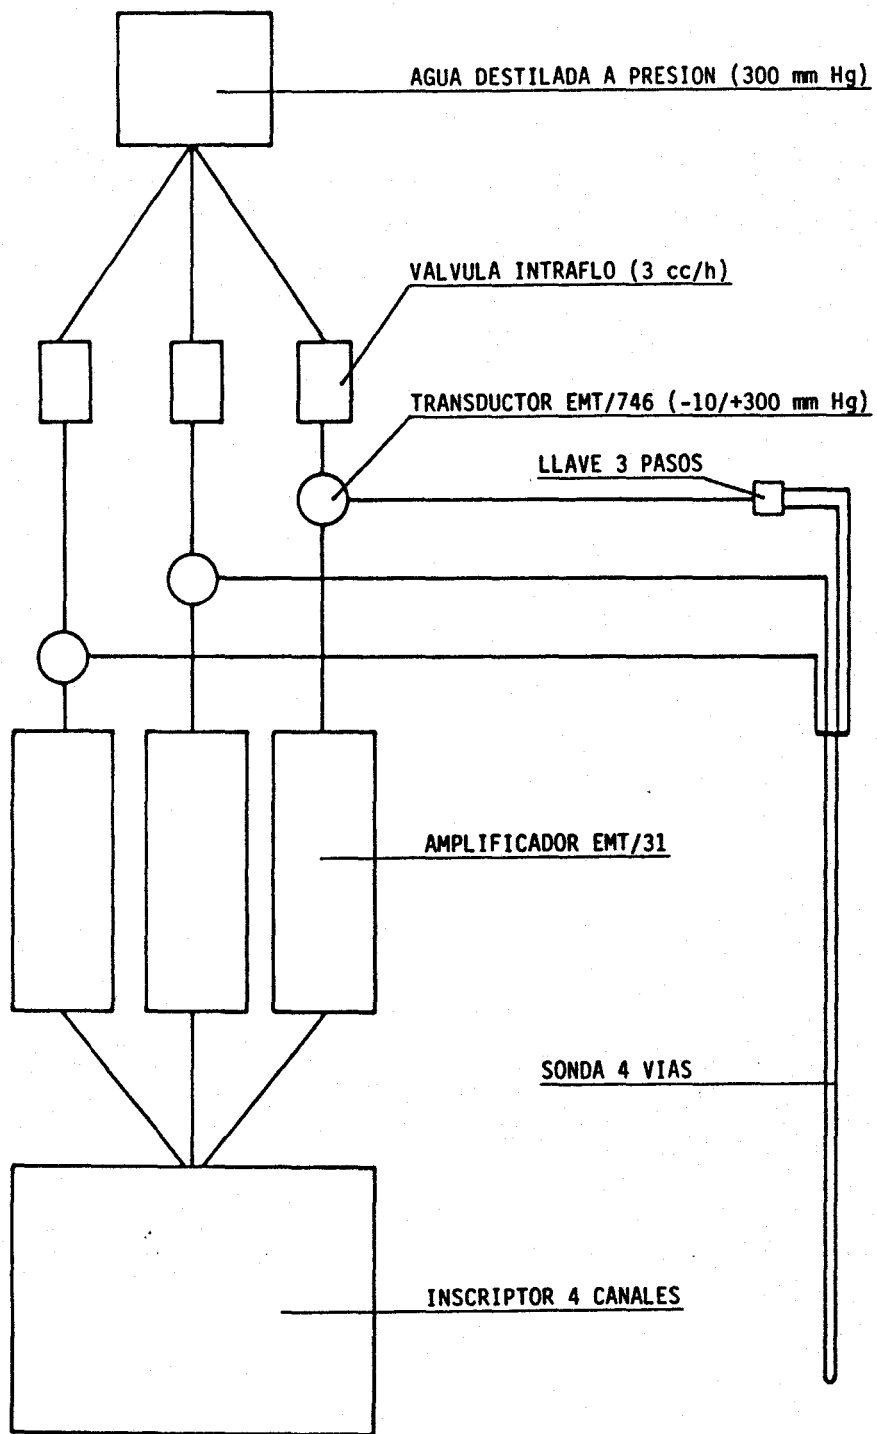 AGUA DESTILADA A PRESION (300 mm Hg)
VALVULA INTRAFLO (3 cc/h)
TRANSDUCTOR EMT/746 (-10/+300 mm Hg)
LLAVE 3 PASOS
AMPLIFICADOR EMT/31
SONDA 4 VIAS
INSCRIPTOR 4 CANALES